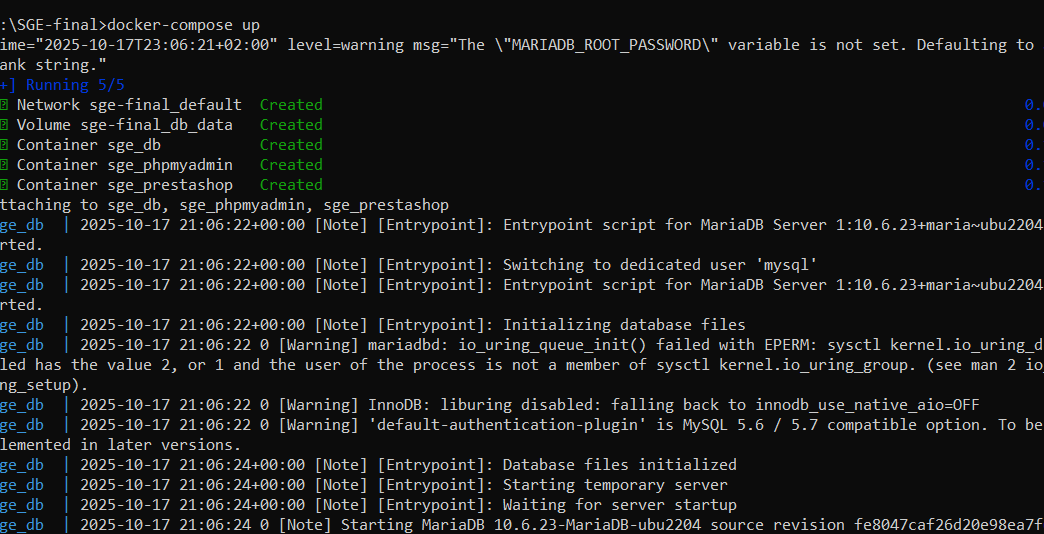 :\SGE-final>docker-compose up
ime="2025-10-17T23:06:21+02:00" level=warning msg="The \"MARIADB_ROOT_PASSWORD\" variable is not set. Defaulting to
ank string."
+] Running 5/5
Network sge-final_default Created 0.
Volume sge-final_db_data Created 0.
Container sge_db Created 0.
Container sge_phpmyadmin Created 0.
Container sge_prestashop Created 0.
ttaching to sge_db, sge_phpmyadmin, sge_prestashop
ge_db | 2025-10-17 21:06:22+00:00 [Note] [Entrypoint]: Entrypoint script for MariaDB Server 1:10.6.23+maria~ubu2204
rted.
ge_db | 2025-10-17 21:06:22+00:00 [Note] [Entrypoint]: Switching to dedicated user 'mysql'
ge_db | 2025-10-17 21:06:22+00:00 [Note] [Entrypoint]: Entrypoint script for MariaDB Server 1:10.6.23+maria~ubu2204
rted.
ge_db | 2025-10-17 21:06:22+00:00 [Note] [Entrypoint]: Initializing database files
ge_db | 2025-10-17 21:06:22 0 [Warning] mariadbd: io_uring_queue_init() failed with EPERM: sysctl kernel.io_uring_d
led has the value 2, or 1 and the user of the process is not a member of sysctl kernel.io_uring_group. (see man 2 io_
ng_setup).
ge_db | 2025-10-17 21:06:22 0 [Warning] InnoDB: liburing disabled: falling back to innodb_use_native_aio=OFF
ge_db | 2025-10-17 21:06:22 0 [Warning] 'default-authentication-plugin' is MySQL 5.6 / 5.7 compatible option. To be
lemented in later versions.
ge_db | 2025-10-17 21:06:24+00:00 [Note] [Entrypoint]: Database files initialized
ge_db | 2025-10-17 21:06:24+00:00 [Note] [Entrypoint]: Starting temporary server
ge_db | 2025-10-17 21:06:24+00:00 [Note] [Entrypoint]: Waiting for server startup
ge_db | 2025-10-17 21:06:24 0 [Note] Starting MariaDB 10.6.23-MariaDB-ubu2204 source revision fe8047caf26d20e98ea7f